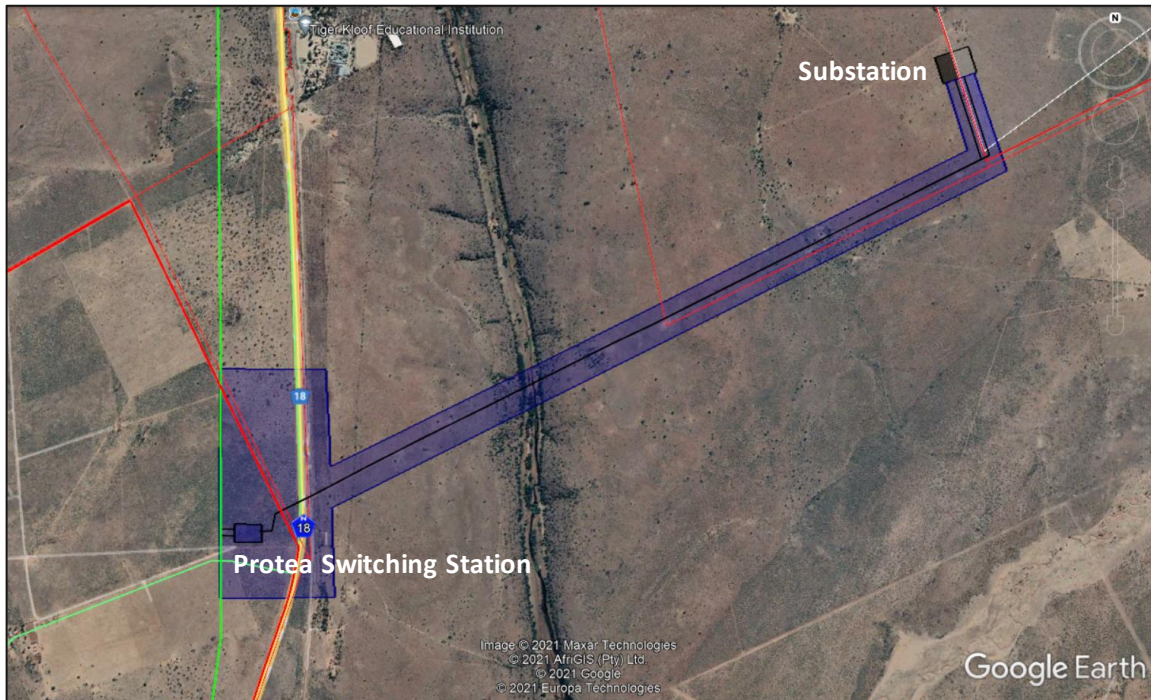 N
Tiger Kloof Educational Institution
Substation
18
N
18
Protea Switching Station
Image © 2021 Maxar Technologies
© 2021 AfriGIS (Pty) Ltd.
© 2021 Google
© 2021 Europa Technologies
Google Earth